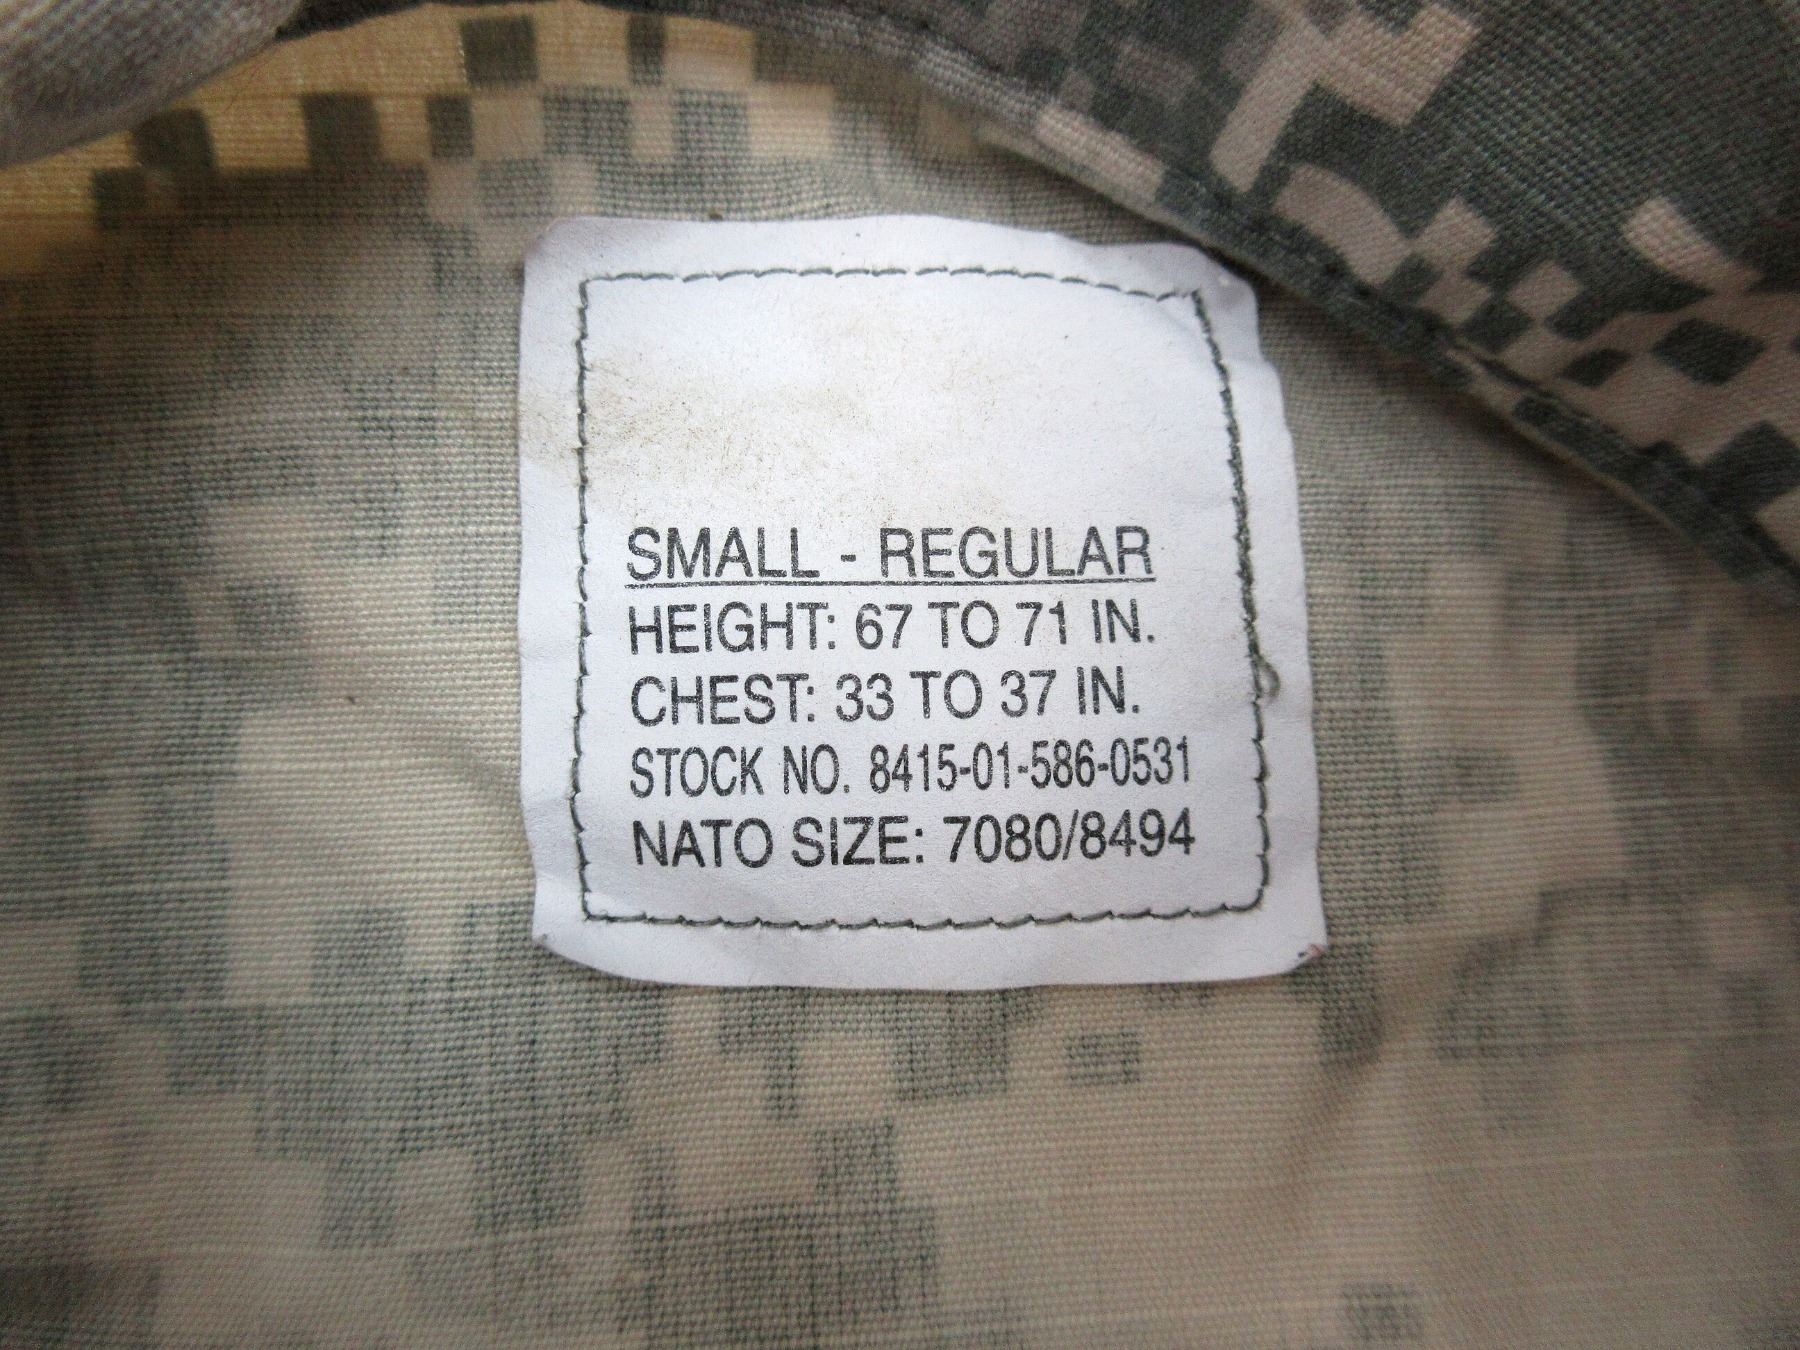 SMALL - REGULAR
HEIGHT: 67 TO 71 IN.
CHEST: 33 TO 37 IN.
STOCK NO. 8415-01-586-0531
NATO SIZE: 7080/8494